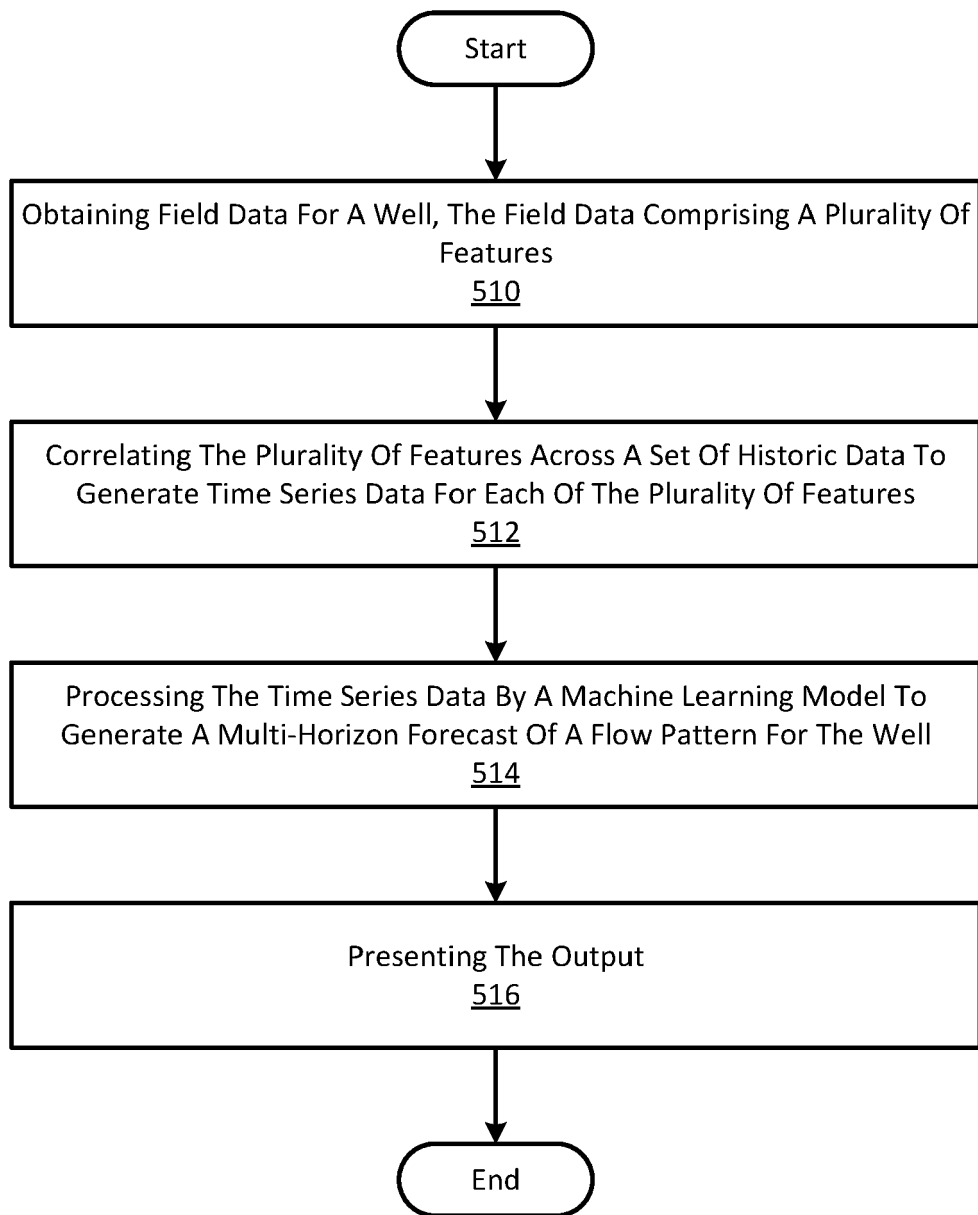 Start
Obtaining Field Data For A Well, The Field Data Comprising A Plurality Of
Features
510
Correlating The Plurality Of Features Across A Set Of Historic Data To
Generate Time Series Data For Each Of The Plurality Of Features
512
Processing The Time Series Data By A Machine Learning Model To
Generate A Multi-Horizon Forecast Of A Flow Pattern For The Well
514
Presenting The Output
516
End